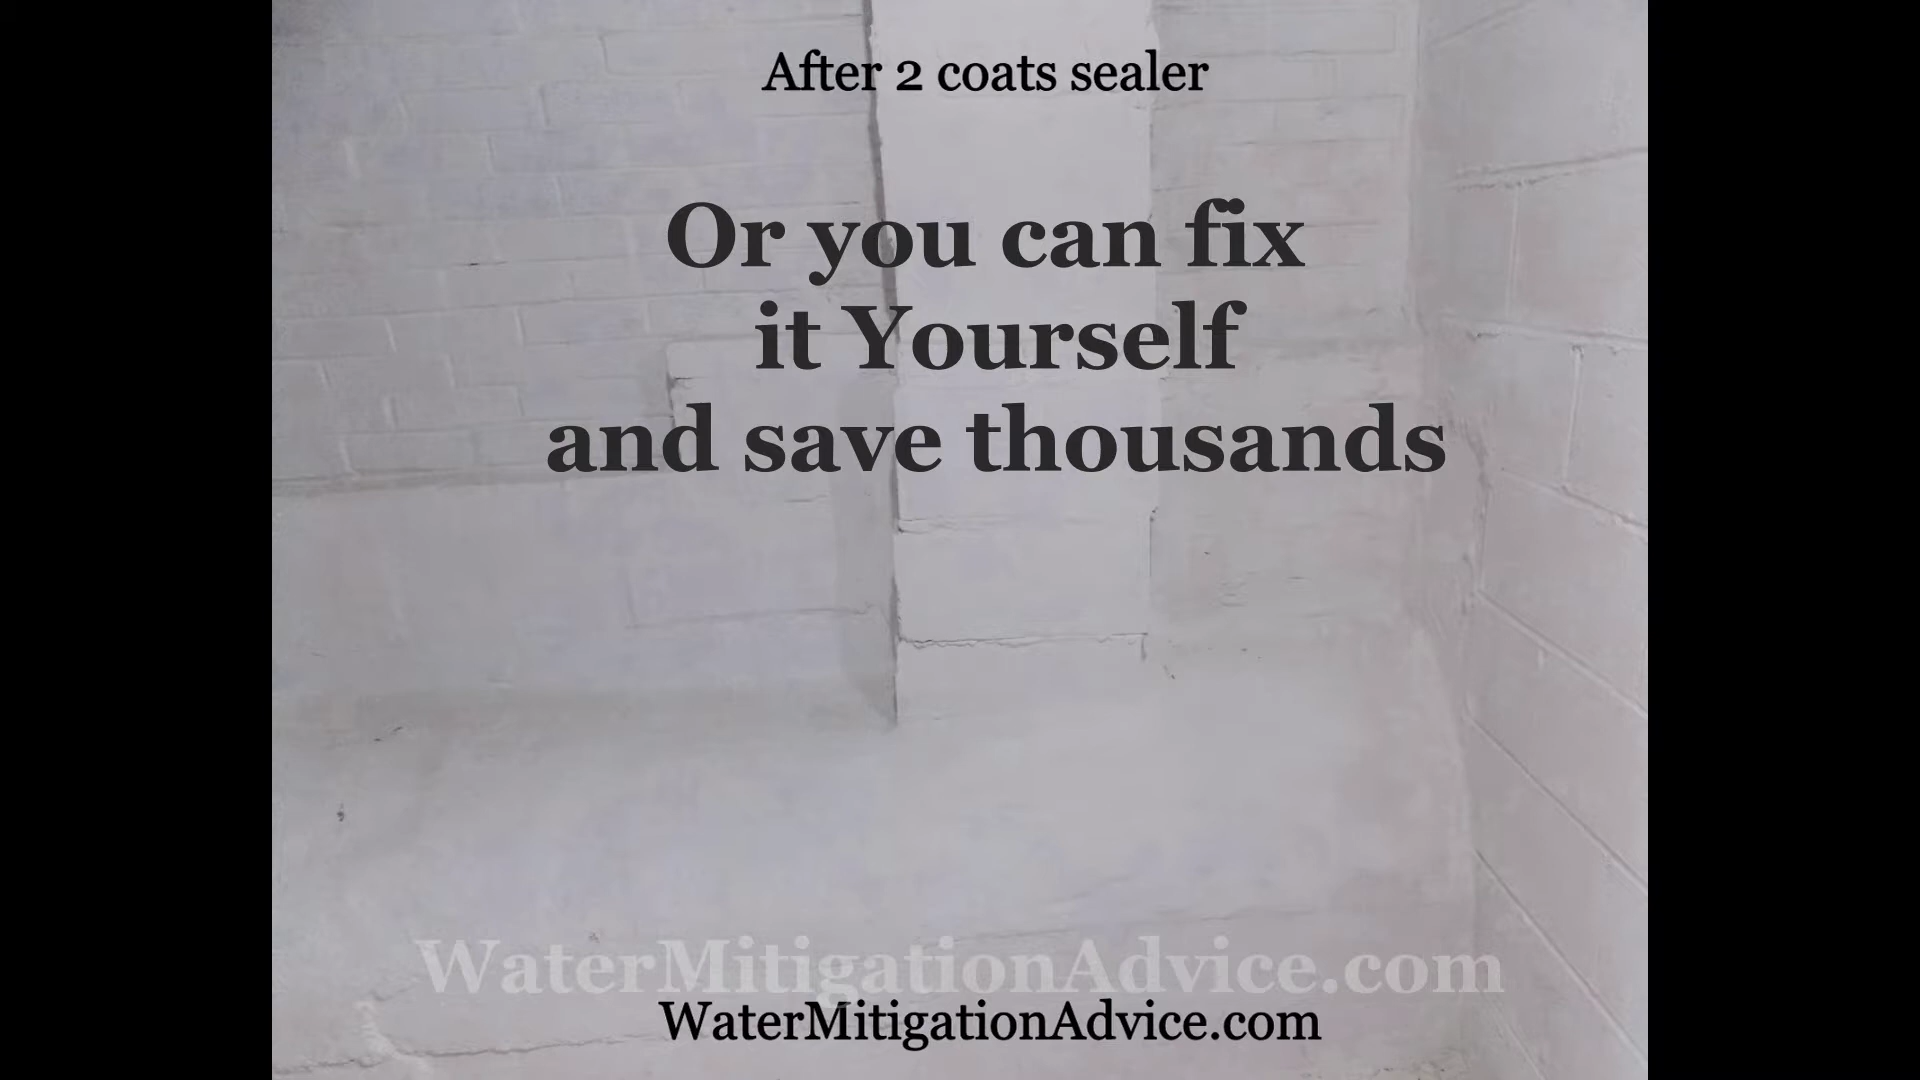 After 2 coats sealer
Or you can fix
it Yourself
and save thousands
WaterMitigationAdvice.com
WaterMitigationAdvice.com